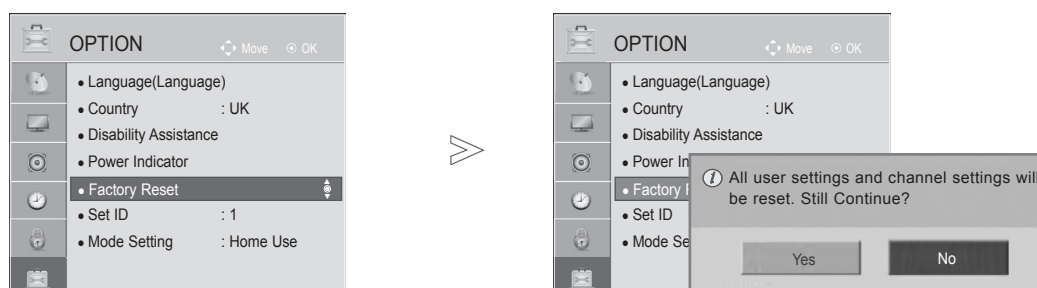 OPTION
Move OK
• Language(Language)
• Country : UK
• Disability Assistance
• Power Indicator
• Factory Reset
• Set ID : 1
• Mode Setting : Home Use
OPTION
Move OK
• Language(Language)
• Country : UK
• Disability Assistance
• Power In
• Factory R
• Set ID
• Mode Se
All user settings and channel settings will
be reset. Still Continue?
Yes No